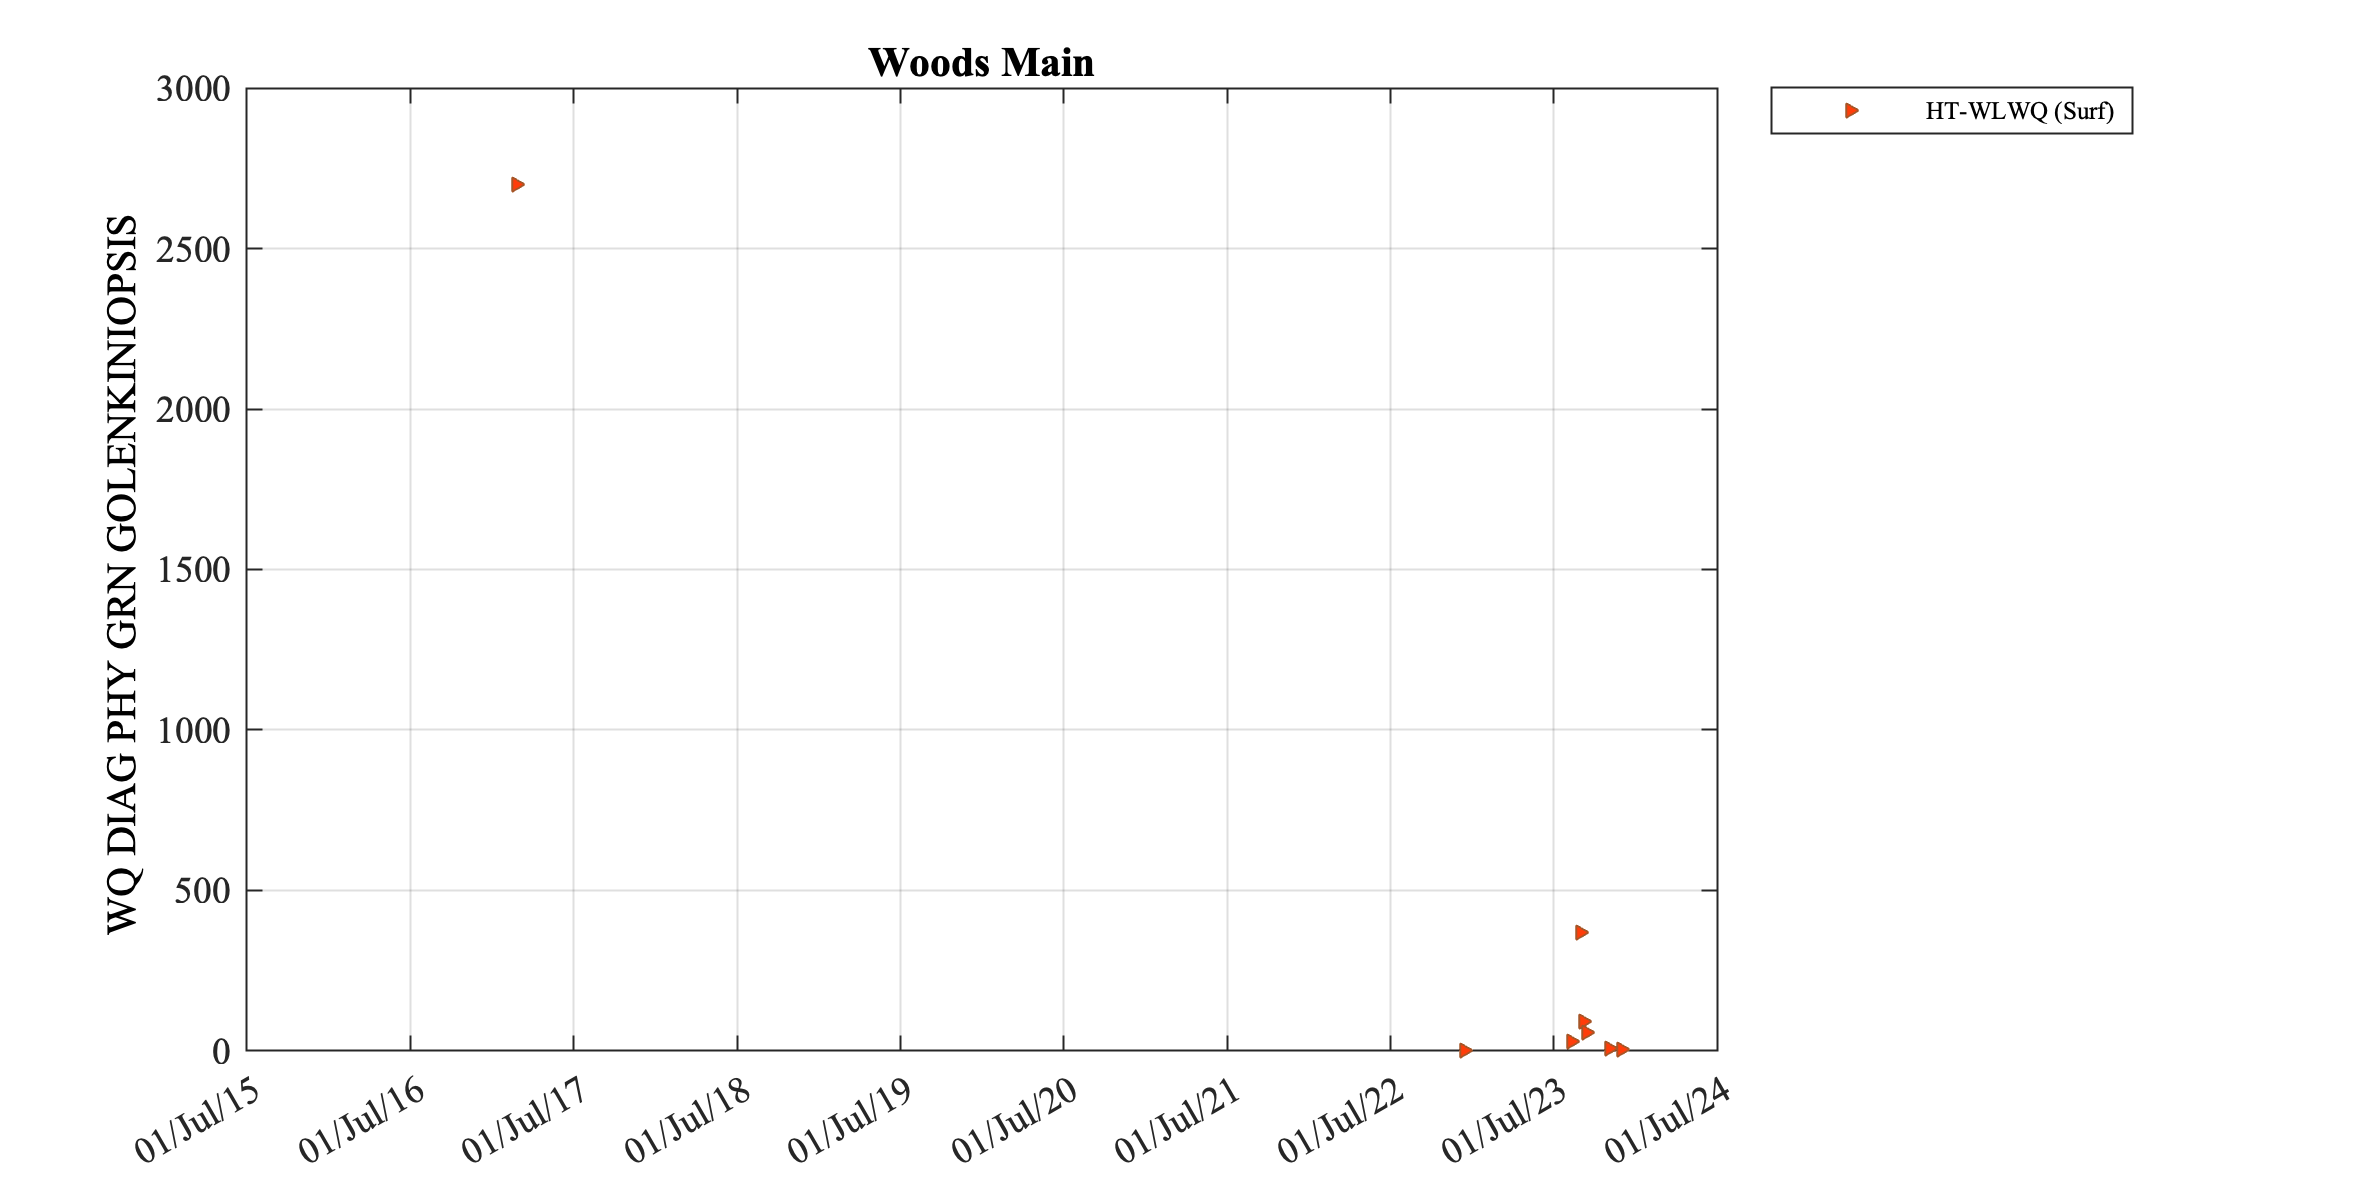 Woods Main
HT-WLWQ (Surf)
WQ DIAG PHY GRN GOLENKINIOPSIS
3000
2500
2000
1500
1000
500
0
01/Jul/15
01/Jul/16
01/Jul/17
01/Jul/18
01/Jul/19
01/Jul/20
01/Jul/21
01/Jul/22
01/Jul/23
01/Jul/24